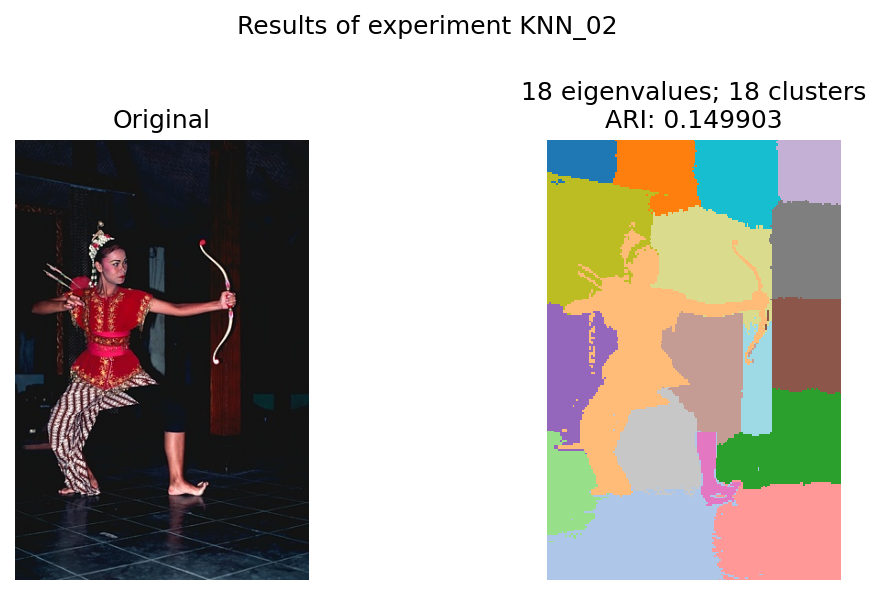 Results of experiment KNN_02
Original
18 eigenvalues; 18 clusters
ARI: 0.149903